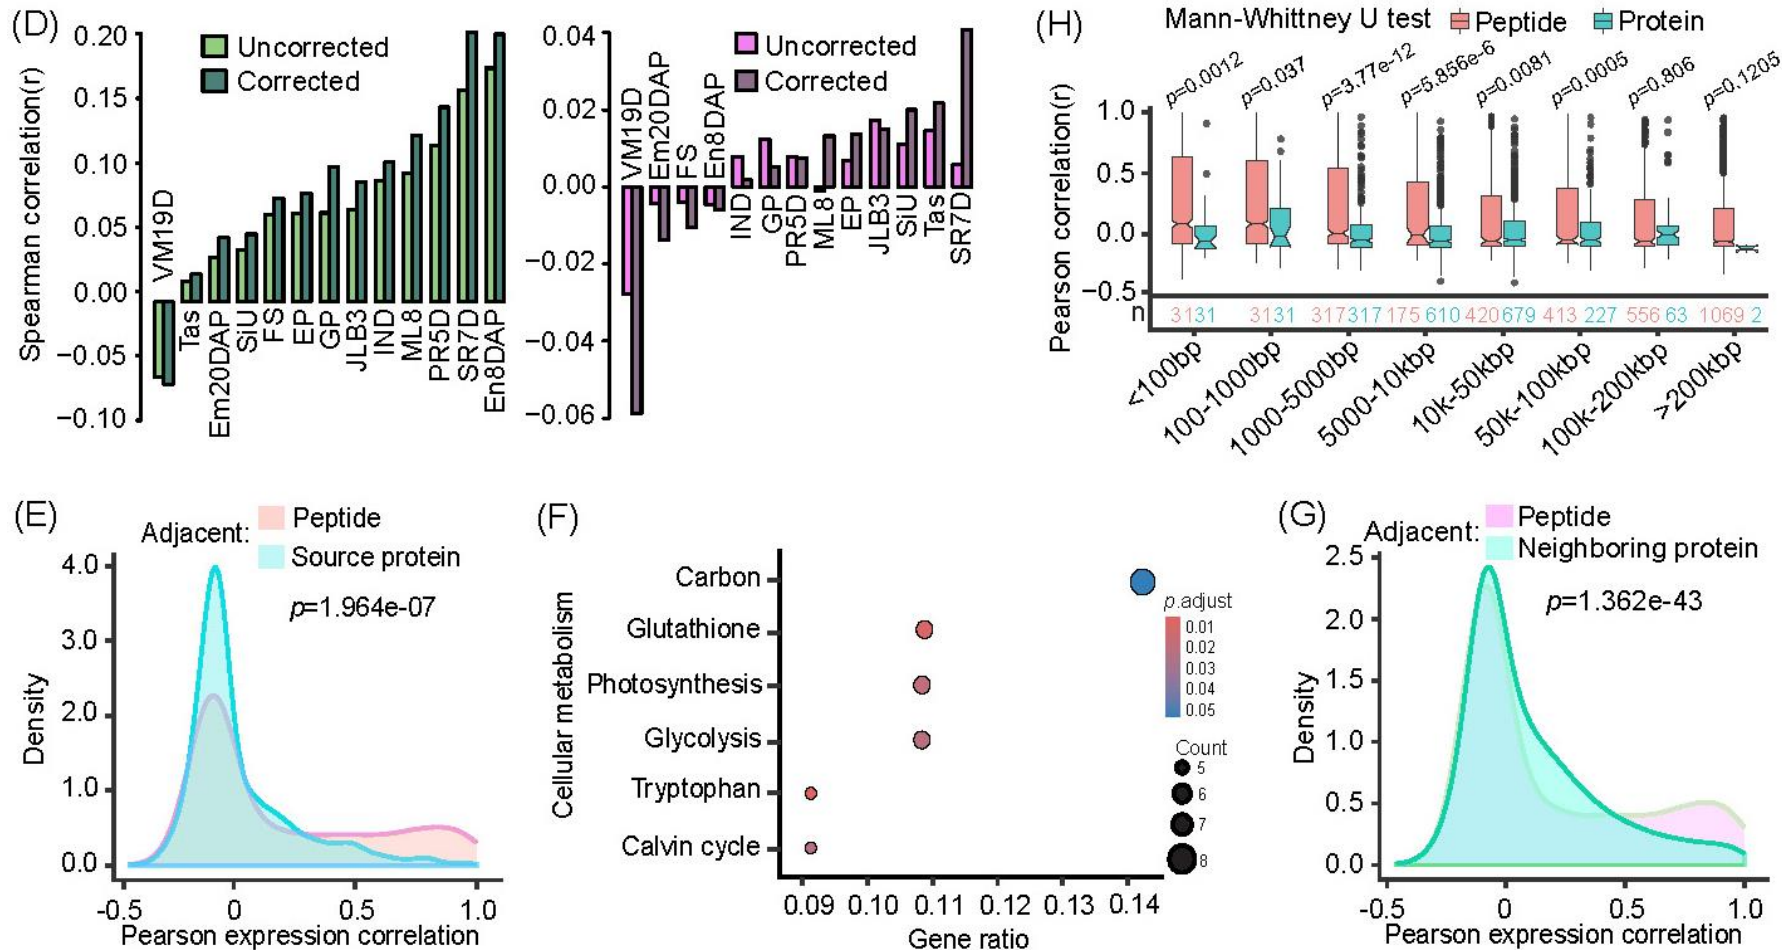 (D)
Spearman correlation(r)
0.20
0.15
0.10
0.05
0.00
−0.05
−0.10
Uncorrected
Corrected
VM19D
Tas
Em20DAP
SiU
FS
EP
GP
JLB3
IND
ML8
PR5D
SR7D
En8DAP
0.04
0.02
0.00
−0.02
−0.04
−0.06
Uncorrected
Corrected
VM19D
Em20DAP
FS
En8DAP
IND
GP
PR5D
ML8
EP
JLB3
SiU
Tas
SR7D
(H)
Mann-Whittney U test
Peptide
Protein
p=0.0012
p=0.037
p=3.77e-12
p=5.856e-6
p=0.0081
p=0.0005
p=0.806
p=0.1205
Pearson correlation(r)
1.0
0.5
0.0
−0.5
n
3131
3131
317317
175 610
420679
413 227
556 63
1069 2
<100bp
100-1000bp
1000-5000bp
5000-10kbp
10k-50kbp
50k-100kbp
100k-200kbp
>200kbp
(E)
Adjacent:
Peptide
Source protein
p=1.964e-07
Density
4.0
3.0
2.0
1.0
0.0
-0.5
0
0.5
1.0
Pearson expression correlation
(F)
Cellular metabolism
Carbon
Glutathione
Photosynthesis
Glycolysis
Tryptophan
Calvin cycle
p.adjust
0.01
0.02
0.03
0.04
0.05
Count
5
6
7
8
0.09
0.10
0.11
0.12
0.13
0.14
Gene ratio
(G)
Adjacent:
Peptide
Neighboring protein
p=1.362e-43
Density
2.5
2.0
1.5
1.0
0.5
0.0
-0.5
0
0.5
1.0
Pearson expression correlation